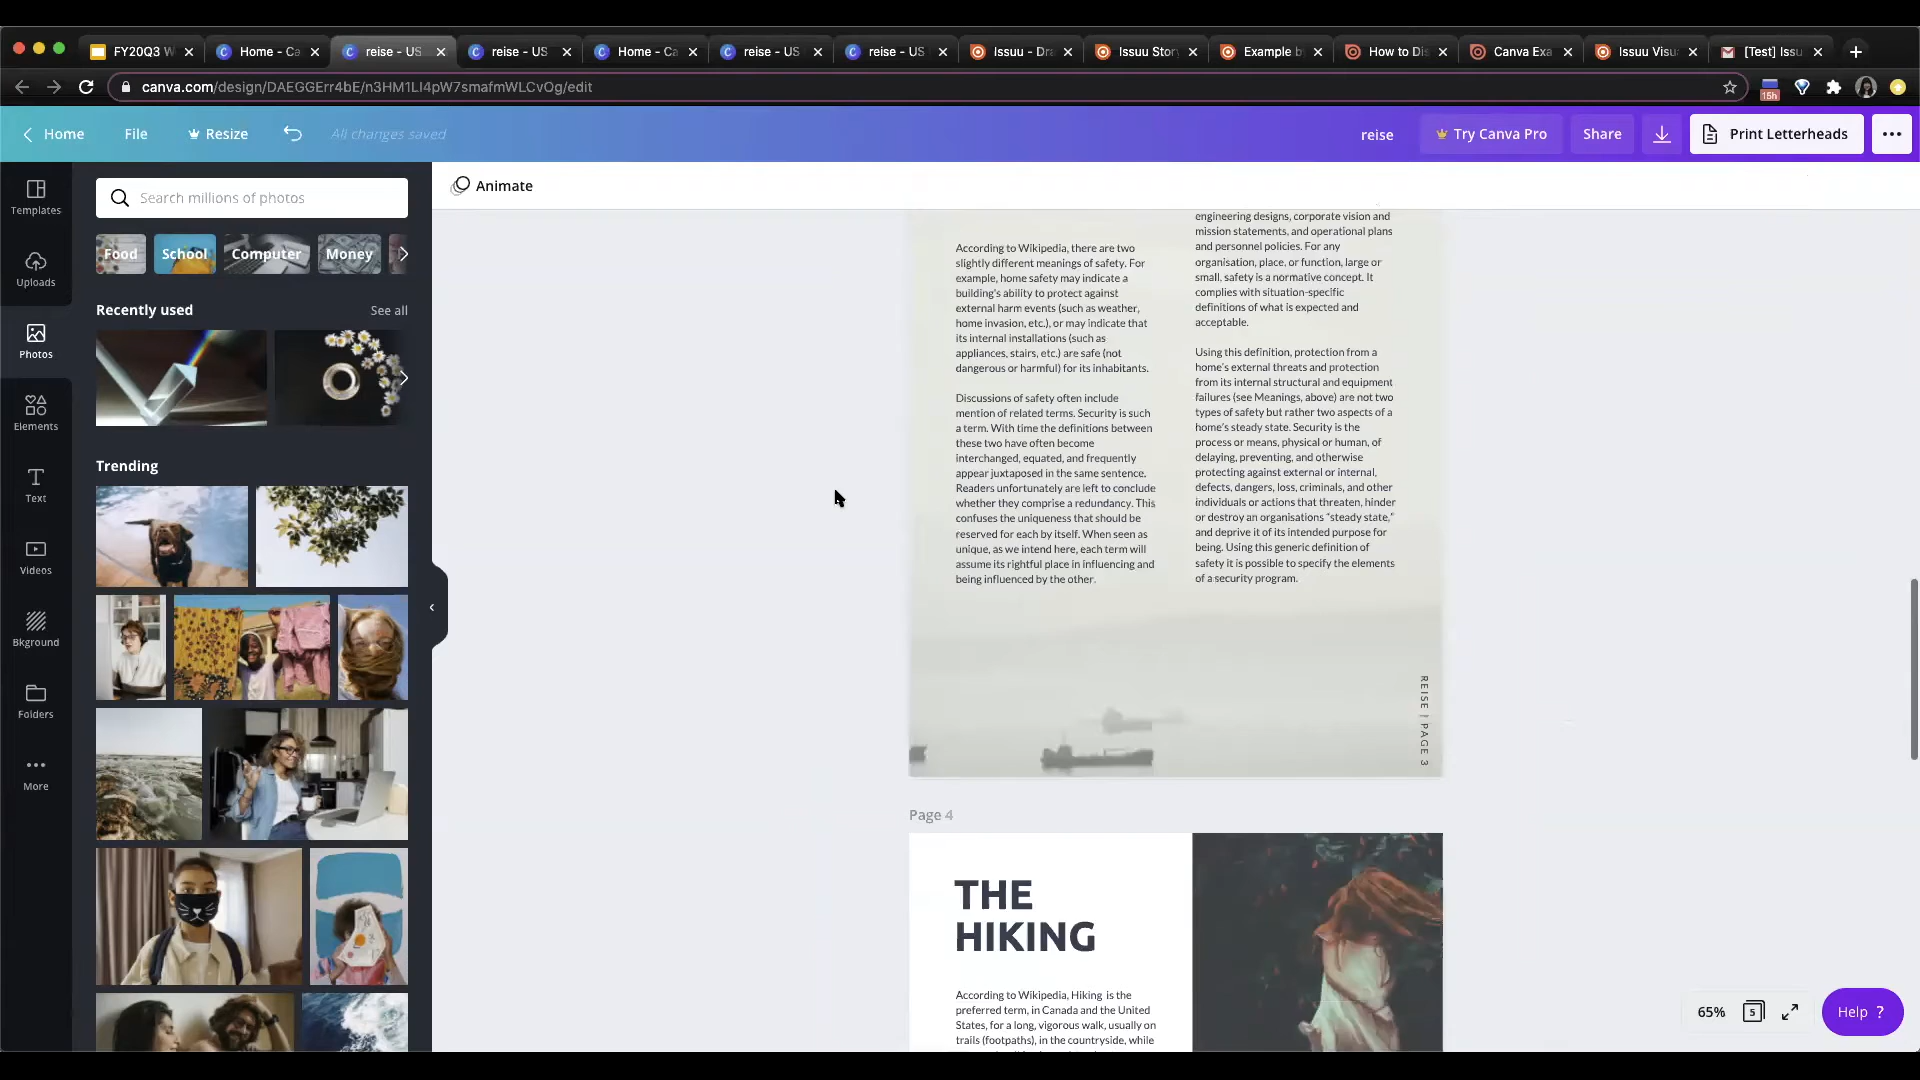 FY20Q3 W
Home - Ca
reise - US
reise - US
Home - Ca
reise - US
reise - US
Issuu - Dra
Issuu Stor
Example b
How to Dis
Canva Exa
Issuu Visu
[Test] Issu
canva.com/design/DAEGGErr4bE/n3HM1LI4pW7smafmWLCvOg/edit
15h
Home
File
Resize
All changes saved
reise
Try Canva Pro
Share
Print Letterheads
Templates
Uploads
Photos
Elements
Text
Videos
Bkground
Folders
More
Search millions of photos
Food
School
Computer
Money
Recently used
See all
Trending
Animate
According to Wikipedia, there are two
slightly different meanings of safety. For
example, home safety may indicate a
building's ability to protect against
external harm events (such as weather,
home invasion, etc.), or may indicate that
its internal installations (such as
appliances, stairs, etc.) are safe (not
dangerous or harmful) for its inhabitants.
Discussions of safety often include
mention of related terms. Security is such
a term. With time the definitions between
these two have often become
interchanged, equated, and frequently
appear juxtaposed in the same sentence.
Readers unfortunately are left to conclude
whether they comprise a redundancy. This
confuses the uniqueness that should be
reserved for each by itself. When seen as
unique, as we intend here, each term will
assume its rightful place in influencing and
being influenced by the other.
engineering designs, corporate vision and
mission statements, and operational plans
and personnel policies. For any
organisation, place, or function, large or
small, safety is a normative concept. It
complies with situation-specific
definitions of what is expected and
acceptable.
Using this definition, protection from a
home's external threats and protection
from its internal structural and equipment
failures (see Meanings, above) are not two
types of safety but rather two aspects of a
home's steady state. Security is the
process or means, physical or human, of
delaying, preventing, and otherwise
protecting against external or internal,
defects, dangers, loss, criminals, and other
individuals or actions that threaten, hinder
or destroy an organisations "steady state,"
and deprive it of its intended purpose for
being. Using this generic definition of
safety it is possible to specify the elements
of a security program.
REISE | PAGE 3
Page 4
THE
HIKING
According to Wikipedia, Hiking is the
preferred term, in Canada and the United
States, for a long, vigorous walk, usually on
trails (footpaths), in the countryside, while
65%
5
Help ?